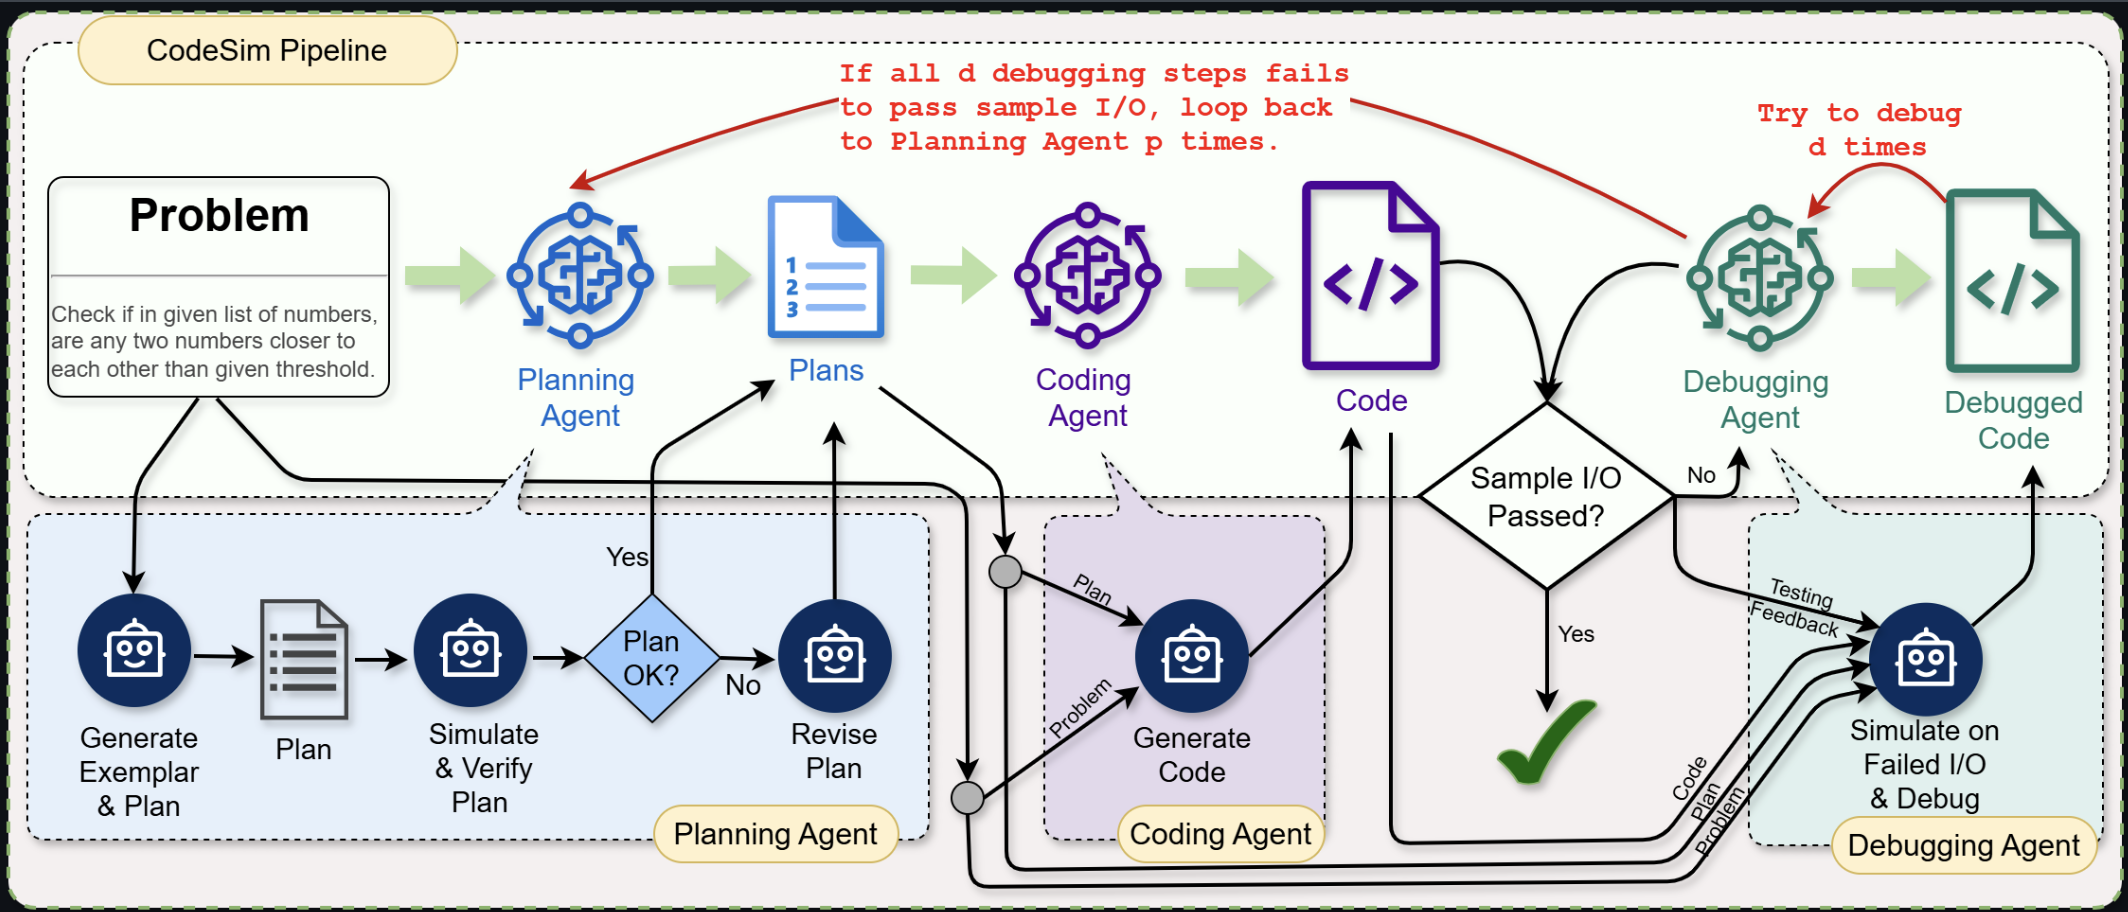 CodeSim Pipeline
If all d debugging steps fails
to pass sample I/O, loop back
to Planning Agent p times.
Try to debug
d times
Problem
Check if in given list of numbers,
are any two numbers closer to
each other than given threshold.
Planning
Agent
1
2
3
Plans
Coding
Agent
</>
Code
Debugging
Agent
</>
Debugged
Code
Sample I/O
Passed?
No
Yes
Generate
Exemplar
& Plan
Plan
Simulate
& Verify
Plan
Plan
OK?
Yes
No
Revise
Plan
Planning Agent
Plan
Problem
Generate
Code
Coding Agent
Testing
Feedback
Code
Plan
Problem
Simulate on
Failed I/O
& Debug
Debugging Agent